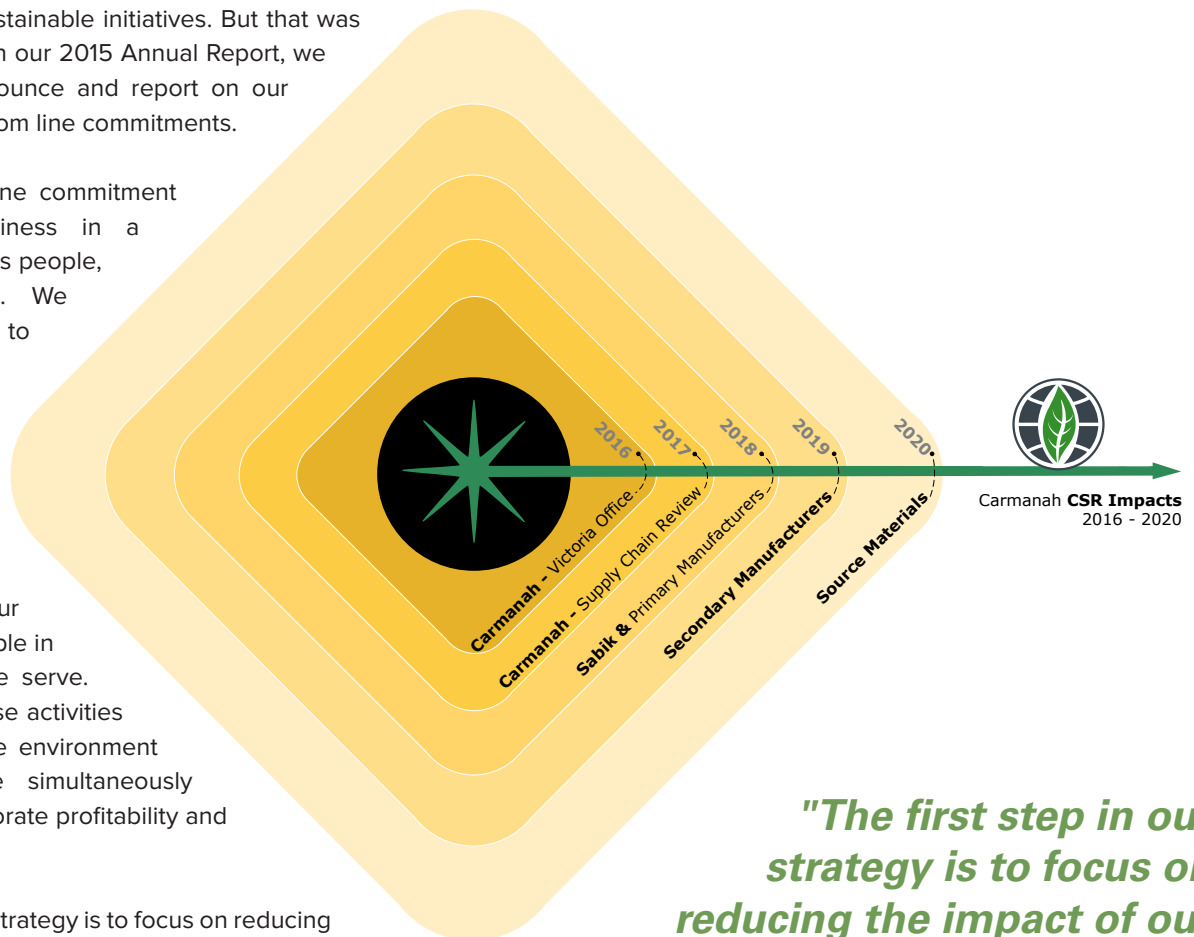 stainable initiatives. But that was
n our 2015 Annual Report, we
ounce and report on our
om line commitments.
ne commitment
iness in a
s people,
. We
to
2016
2017
2018
2019
2020
Carmanah - Victoria Office
Carmanah - Supply Chain Review
Sabik & Primary Manufacturers
Secondary Manufacturers
Source Materials
Carmanah CSR Impacts
2016 - 2020
ur
ple in
e serve.
se activities
e environment
e simultaneously
orate profitability and
strategy is to focus on reducing
"The first step in ou
strategy is to focus o
reducing the impact of ou